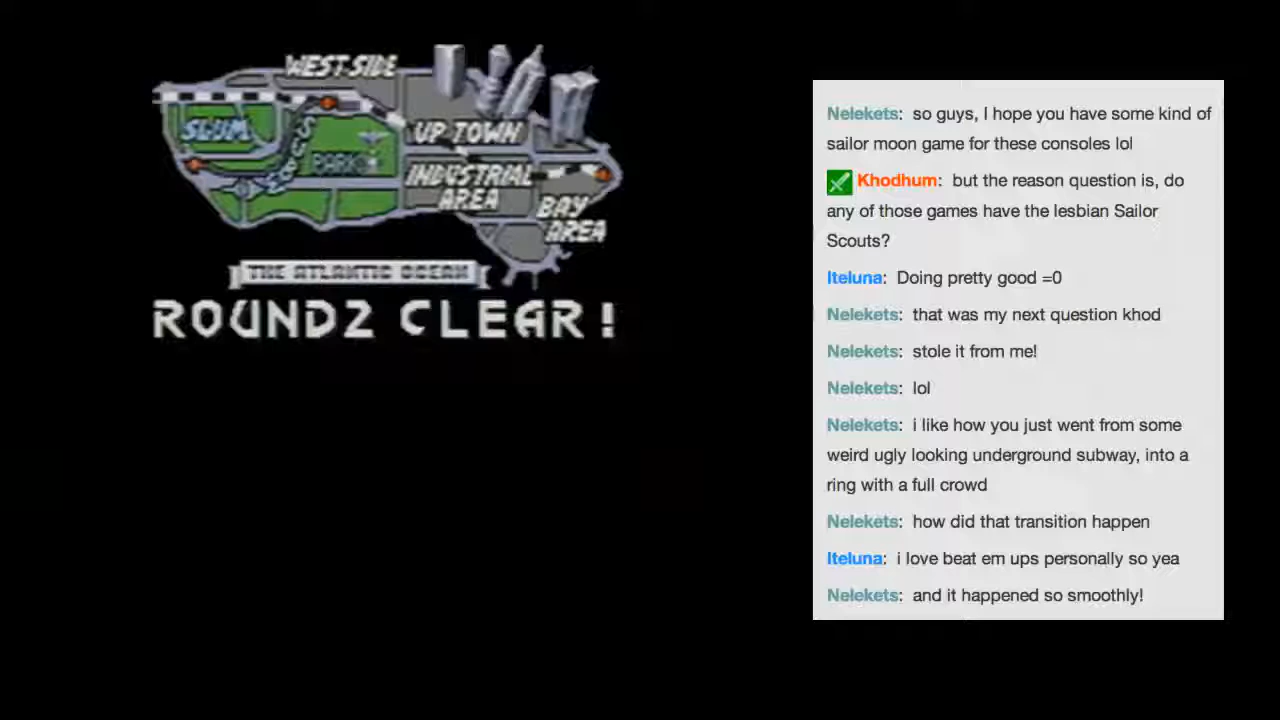 WEST SIDE
SLUM
SUBWAY
PARK
UP TOWN
INDUSTRIAL
AREA
BAY
AREA
THE ATLANTIC OCEAN
ROUND2 CLEAR!
Nelekets: so guys, I hope you have some kind of
sailor moon game for these consoles lol
Khodhum: but the reason question is, do
any of those games have the lesbian Sailor
Scouts?
Iteluna: Doing pretty good =0
Nelekets: that was my next question khod
Nelekets: stole it from me!
Nelekets: lol
Nelekets: i like how you just went from some
weird ugly looking underground subway, into a
ring with a full crowd
Nelekets: how did that transition happen
Iteluna: i love beat em ups personally so yea
Nelekets: and it happened so smoothly!